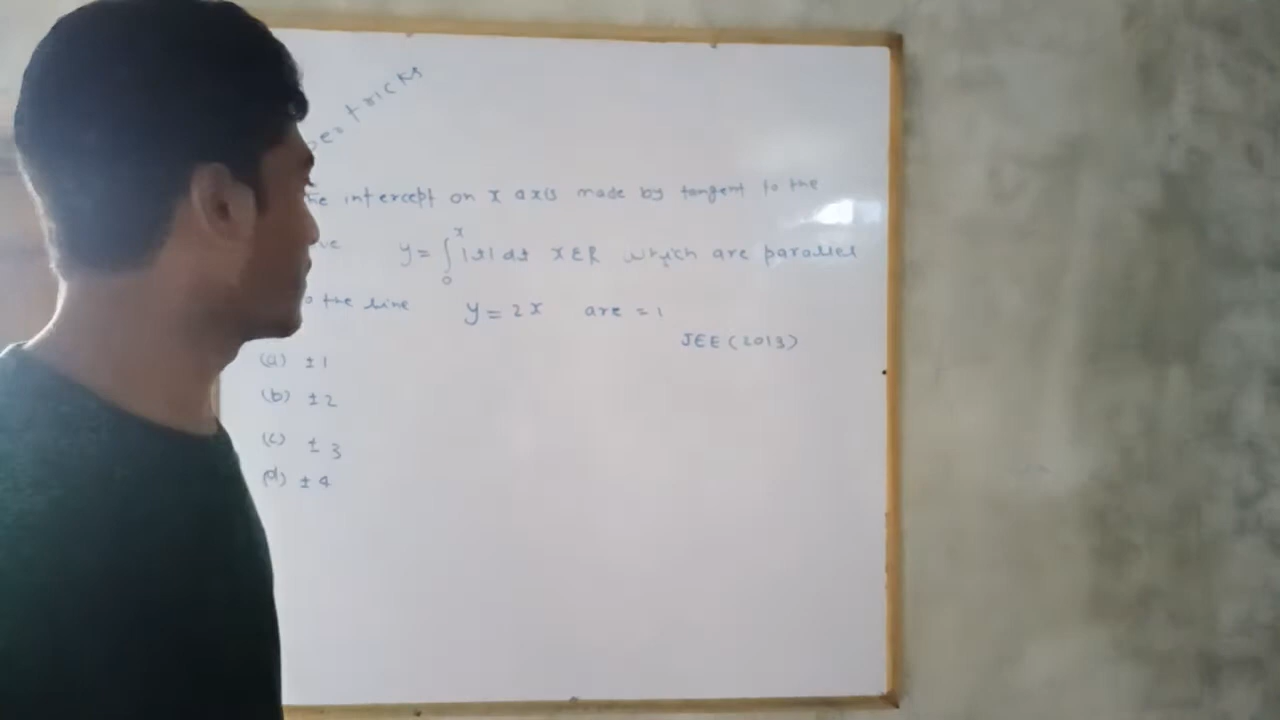 tricks
intercept on x axis made by tangent to the
y = ∫₀ˣ |t| dt x ∈ R which are parallel
the line y = 2x are = 1
JEE (2013)
(a) ± 1
(b) ± 2
(c) ± 3
(d) ± 4